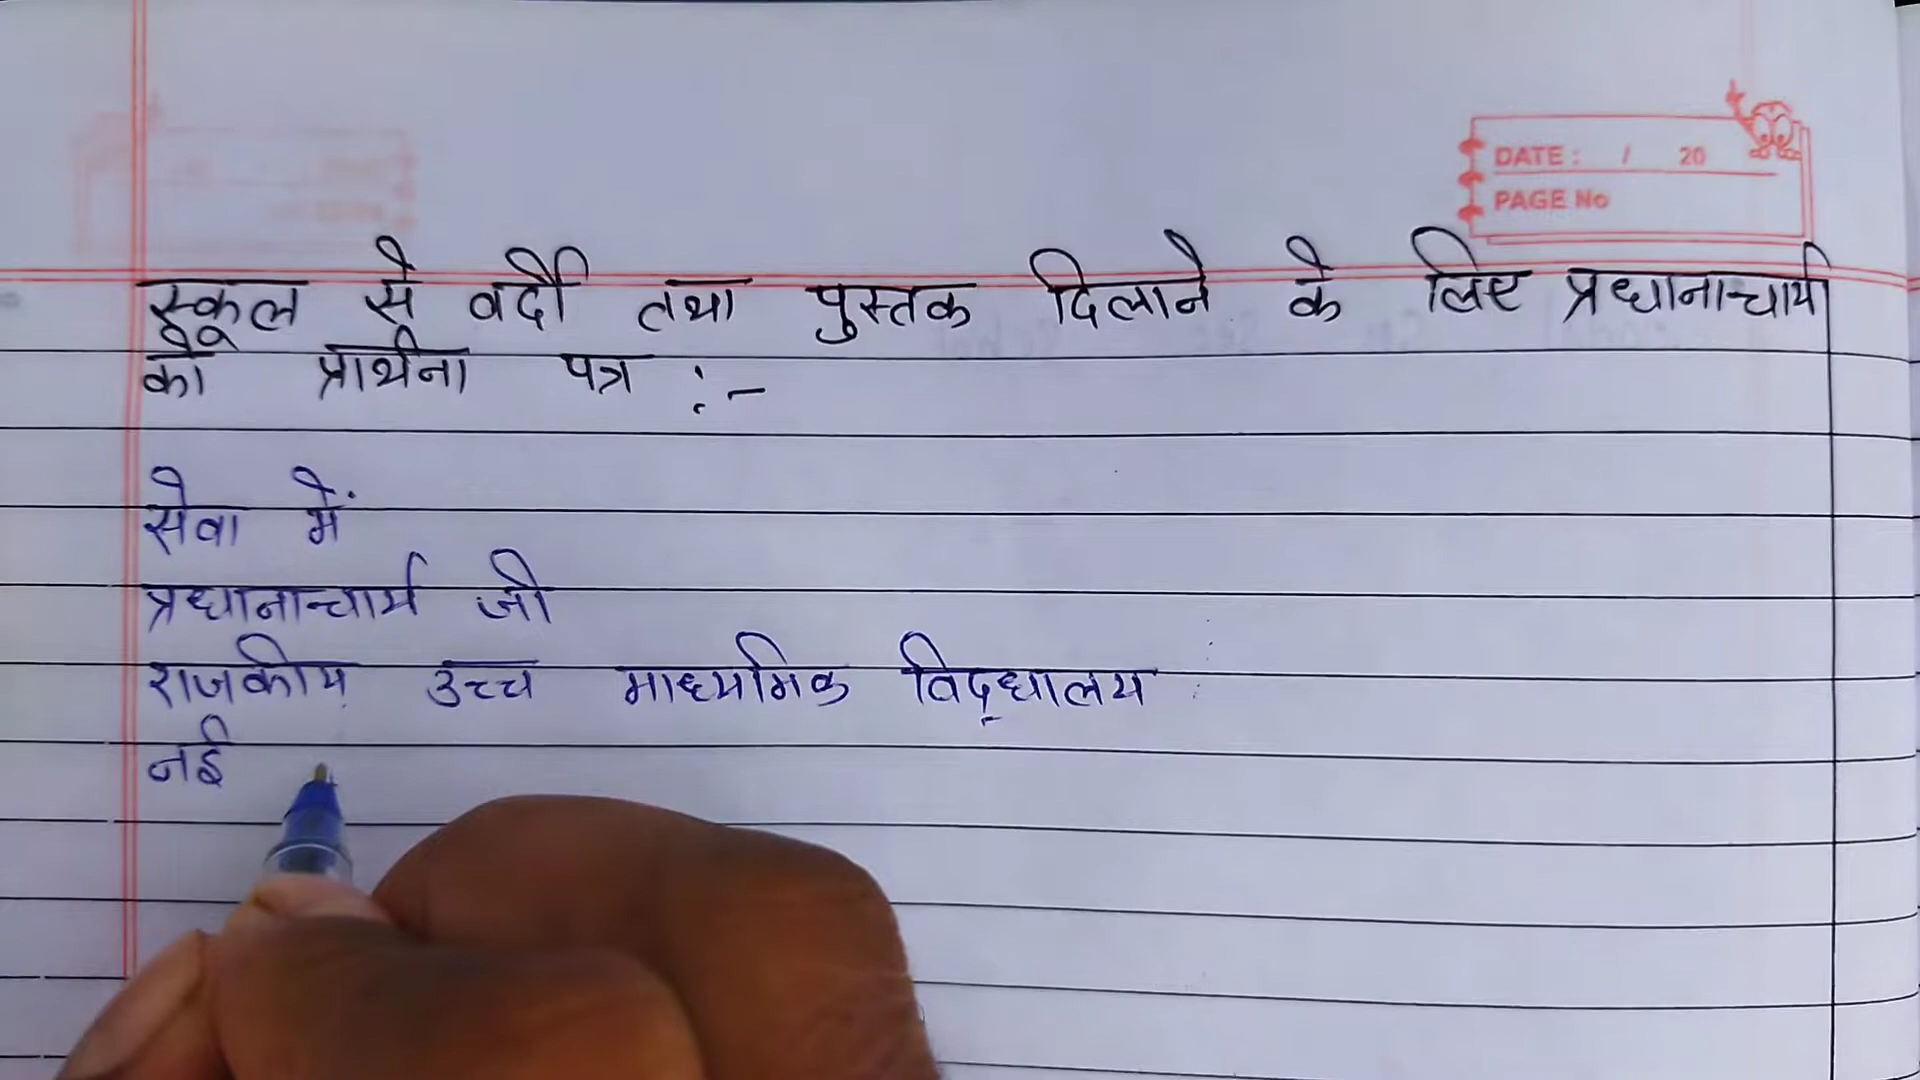 DATE : / 20
PAGE No
स्कूल से वर्दी तथा पुस्तक दिलाने के लिए प्रधानाचार्य
को प्रार्थना पत्र :-
सेवा में
प्रधानाचार्य जी
राजकीय उच्च माध्यमिक विद्यालय
नई